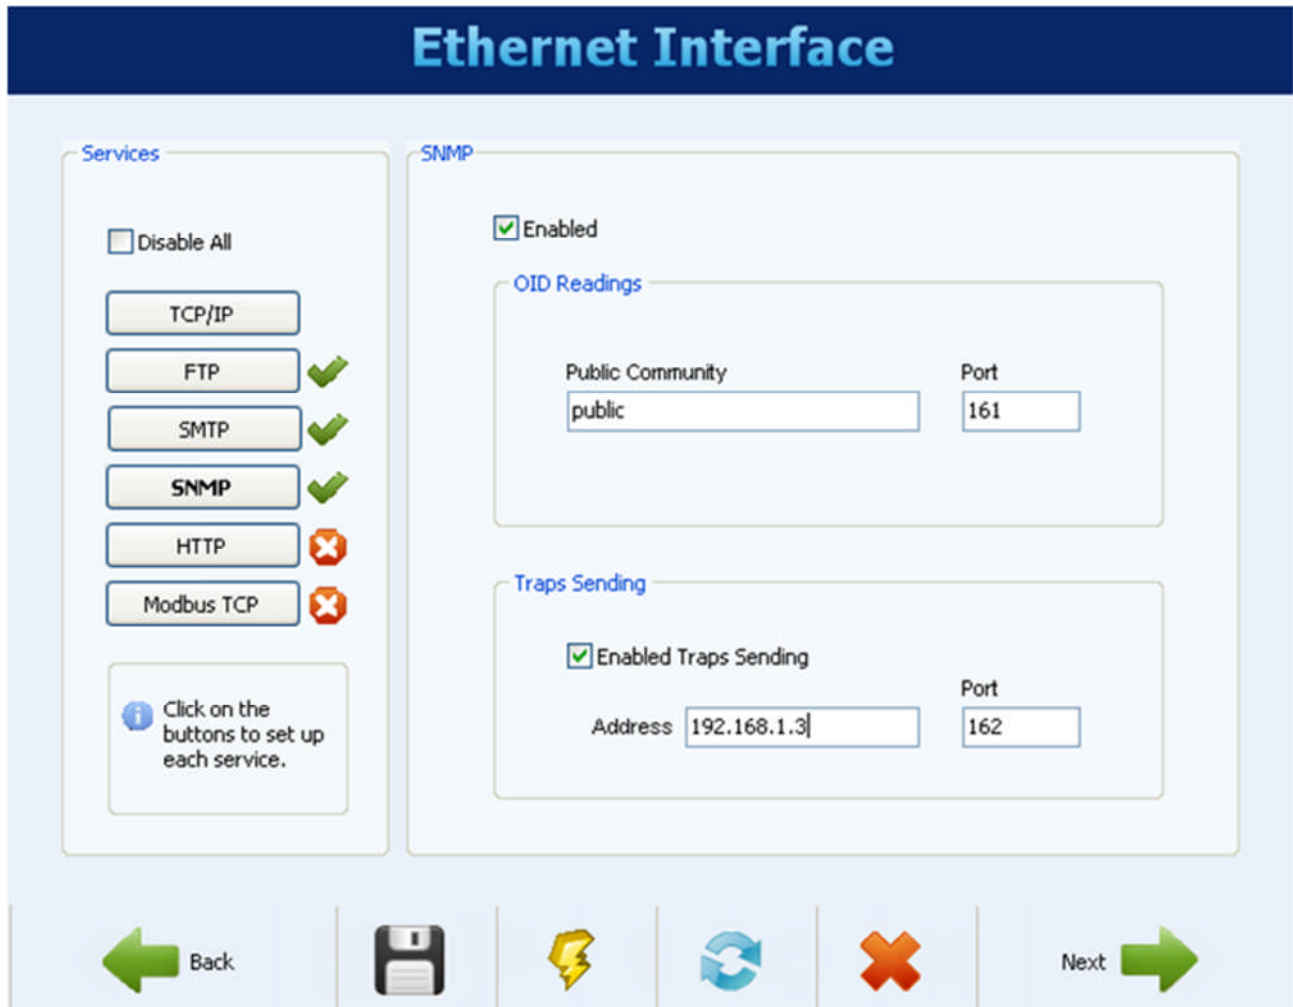 Ethernet Interface
Services
Disable All
TCP/IP
FTP
SMTP
SNMP
HTTP
Modbus TCP
Click on the
buttons to set up
each service.
SNMP
Enabled
OID Readings
Public Community
Port
public
161
Traps Sending
Enabled Traps Sending
Port
Address
192.168.1.3
162
Back
Next